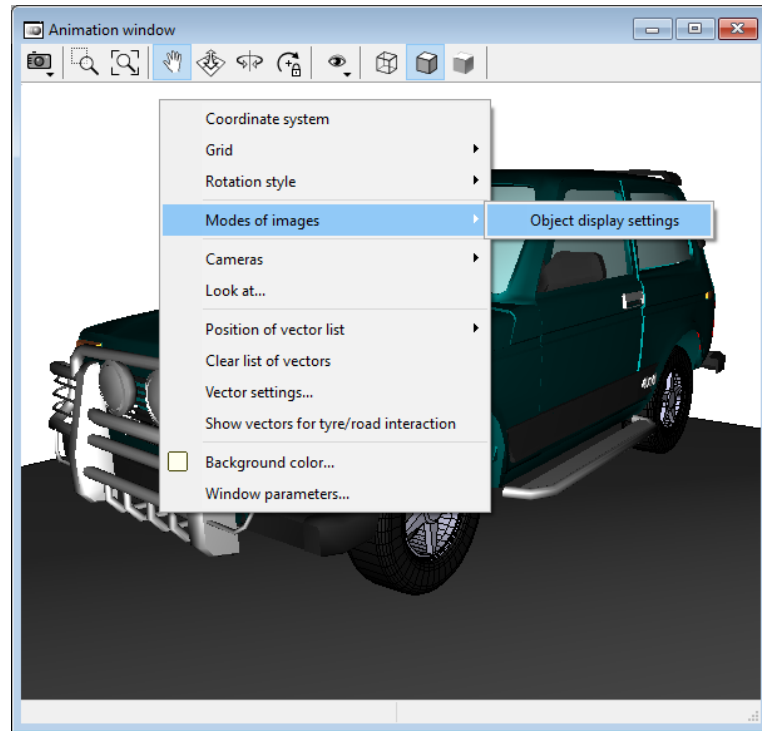 Animation window
Coordinate system
Grid
Rotation style
Modes of images
Object display settings
Cameras
Look at...
Position of vector list
Clear list of vectors
Vector settings...
Show vectors for tyre/road interaction
Background color...
Window parameters...